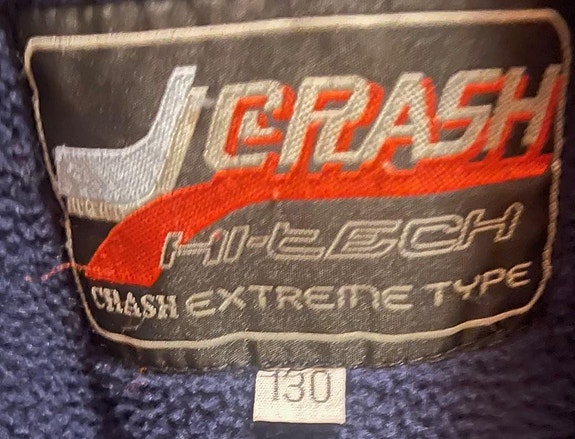 CRASH
HI-tECH
CRASH EXTREME TYPE
130